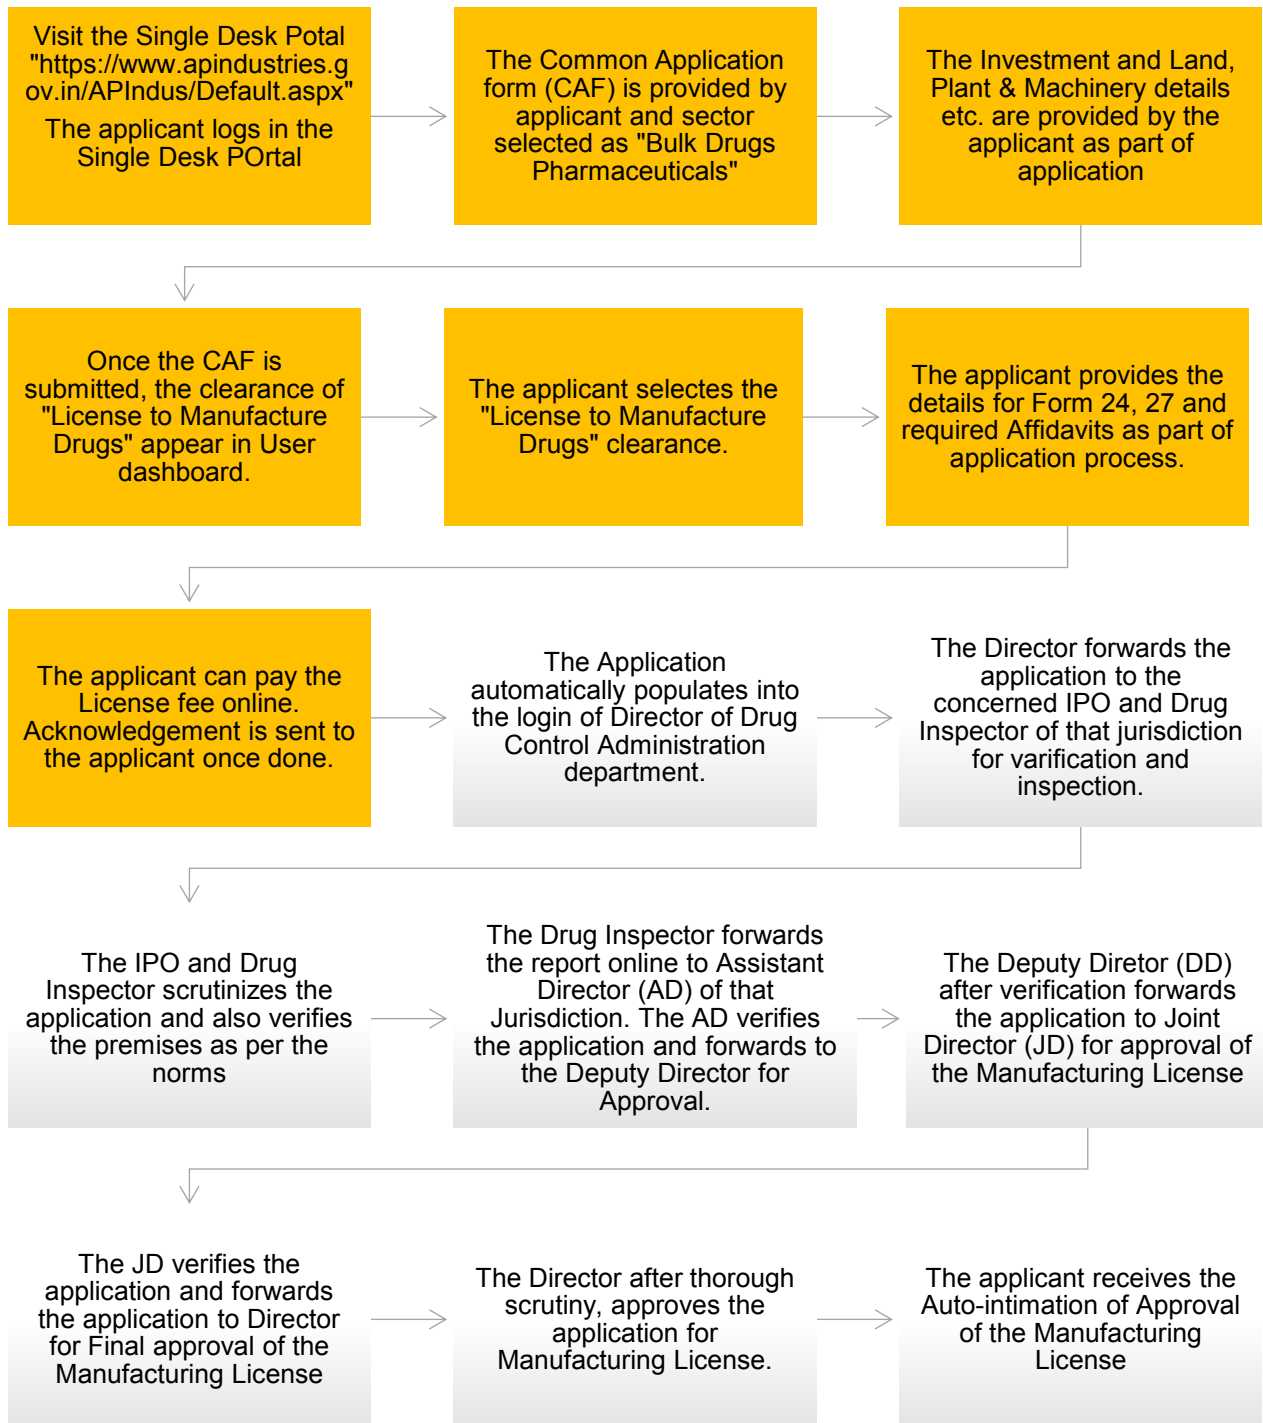 Visit the Single Desk Potal
"https://www.apindustries.g
ov.in/APIndus/Default.aspx"
The applicant logs in the
Single Desk POrtal
The Common Application
form (CAF) is provided by
applicant and sector
selected as "Bulk Drugs
Pharmaceuticals"
The Investment and Land,
Plant & Machinery details
etc. are provided by the
applicant as part of
application
Once the CAF is
submitted, the clearance of
"License to Manufacture
Drugs" appear in User
dashboard.
The applicant selectes the
"License to Manufacture
Drugs" clearance.
The applicant provides the
details for Form 24, 27 and
required Affidavits as part of
application process.
The applicant can pay the
License fee online.
Acknowledgement is sent to
the applicant once done.
The Application
automatically populates into
the login of Director of Drug
Control Administration
department.
The Director forwards the
application to the
concerned IPO and Drug
Inspector of that jurisdiction
for varification and
inspection.
The IPO and Drug
Inspector scrutinizes the
application and also verifies
the premises as per the
norms
The Drug Inspector forwards
the report online to Assistant
Director (AD) of that
Jurisdiction. The AD verifies
the application and forwards to
the Deputy Director for
Approval.
The Deputy Diretor (DD)
after verification forwards
the application to Joint
Director (JD) for approval of
the Manufacturing License
The JD verifies the
application and forwards
the application to Director
for Final approval of the
Manufacturing License
The Director after thorough
scrutiny, approves the
application for
Manufacturing License.
The applicant receives the
Auto-intimation of Approval
of the Manufacturing
License